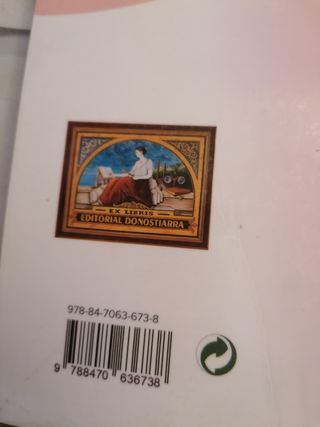 EX LIBRIS
EDITORIAL DONOSTIARRA
978-84-7063-673-8
9 788470 636738